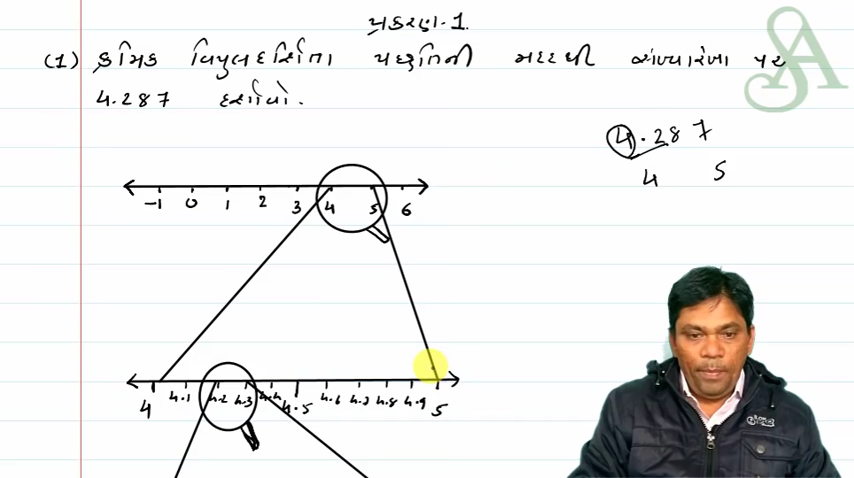 પ્રકરણ-1
(1) ક્રમિક વિપુલદર્શિતા પદ્ધતિની મદદથી સંખ્યારેખા પર
4.287 દર્શાવો.
4.287
4 5
-1 0 1 2 3 4 5 6
4 4.1 4.2 4.3 4.4 4.5 4.6 4.7 4.8 4.9 5